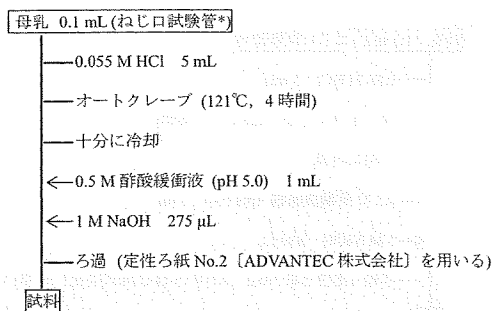 母乳 0.1 mL (ねじ口試験管*)
0.055 M HCl 5 mL
オートクレーブ (121℃, 4 時間)
十分に冷却
0.5 M 酢酸緩衝液 (pH 5.0) 1 mL
1 M NaOH 275 μL
ろ過 (定性ろ紙 No.2〔ADVANTEC 株式会社〕を用いる)
試料